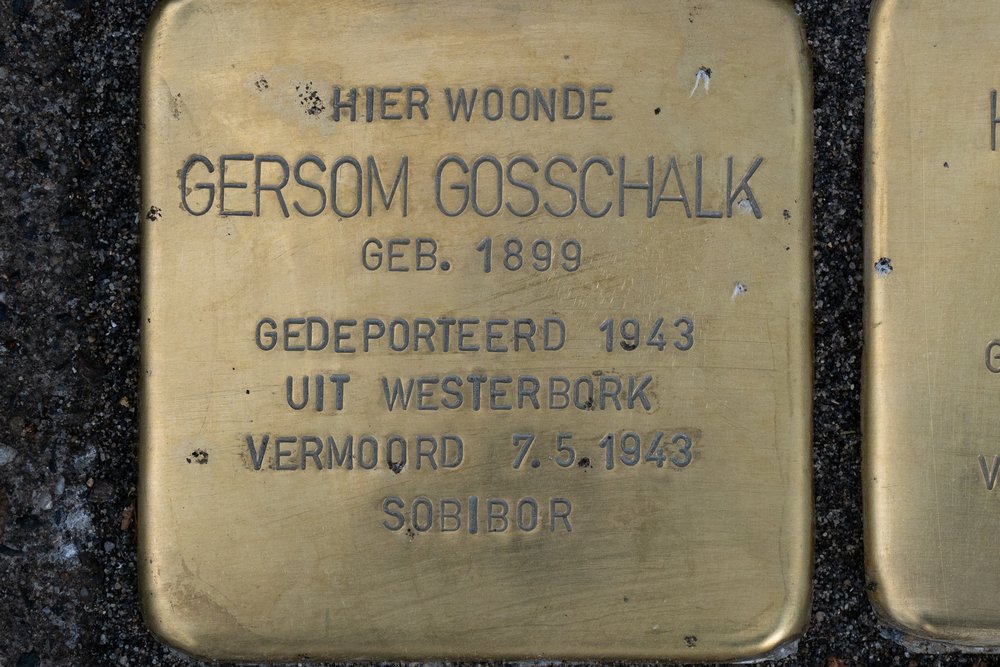 HIER WOONDE
GERSOM GOSSCHALK
GEB. 1899
GEDEPORTEERD 1943
UIT WESTERBORK
VERMOORD 7.5.1943
SOBIBOR